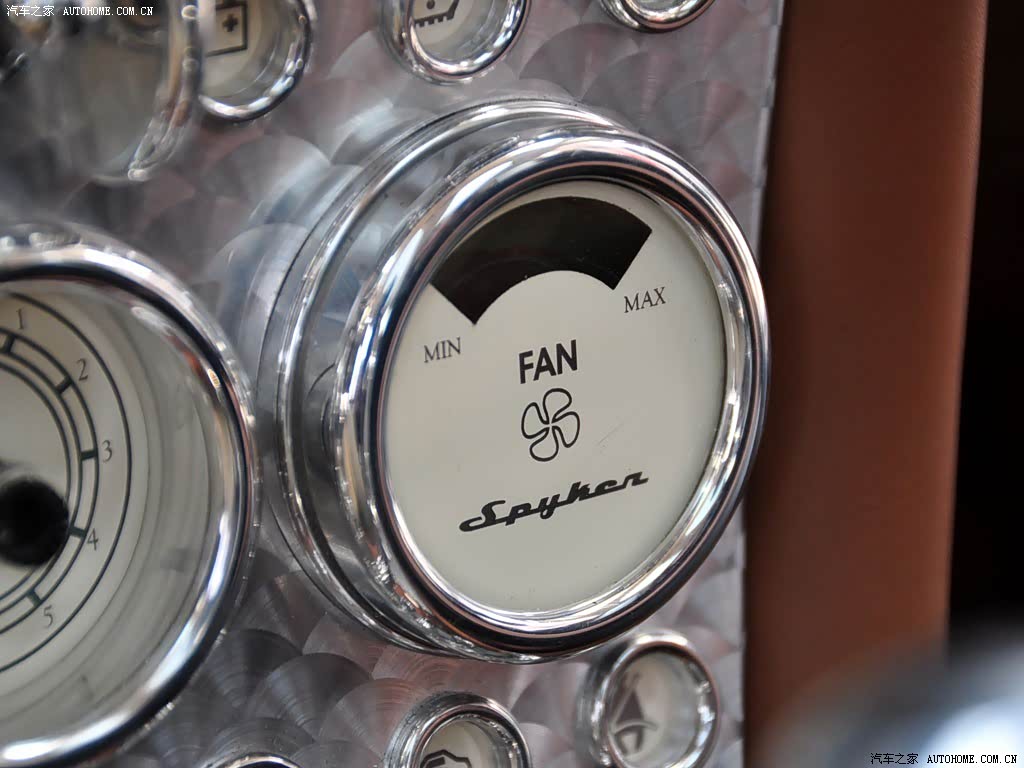 汽车之家 AUTOHOME.COM.CN
MIN
MAX
FAN
Spyker
1
2
3
4
5
汽车之家 AUTOHOME.COM.CN